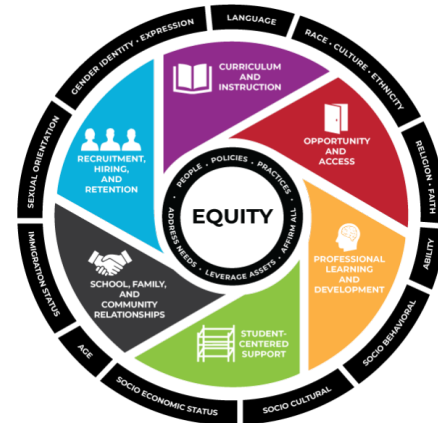 LANGUAGE
RACE • CULTURE • ETHNICITY
RELIGION • FAITH
ABILITY
SOCIO BEHAVIORAL
SOCIO CULTURAL
SOCIO ECONOMIC STATUS
AGE
IMMIGRATION STATUS
SEXUAL ORIENTATION
GENDER IDENTITY • EXPRESSION
CURRICULUM
AND
INSTRUCTION
OPPORTUNITY
AND
ACCESS
PROFESSIONAL
LEARNING
AND
DEVELOPMENT
STUDENT-
CENTERED
SUPPORT
SCHOOL, FAMILY,
AND
COMMUNITY
RELATIONSHIPS
RECRUITMENT,
HIRING,
AND
RETENTION
• PEOPLE • POLICIES • PRACTICES •
EQUITY
ADDRESS NEEDS • LEVERAGE ASSETS • AFFIRM ALL